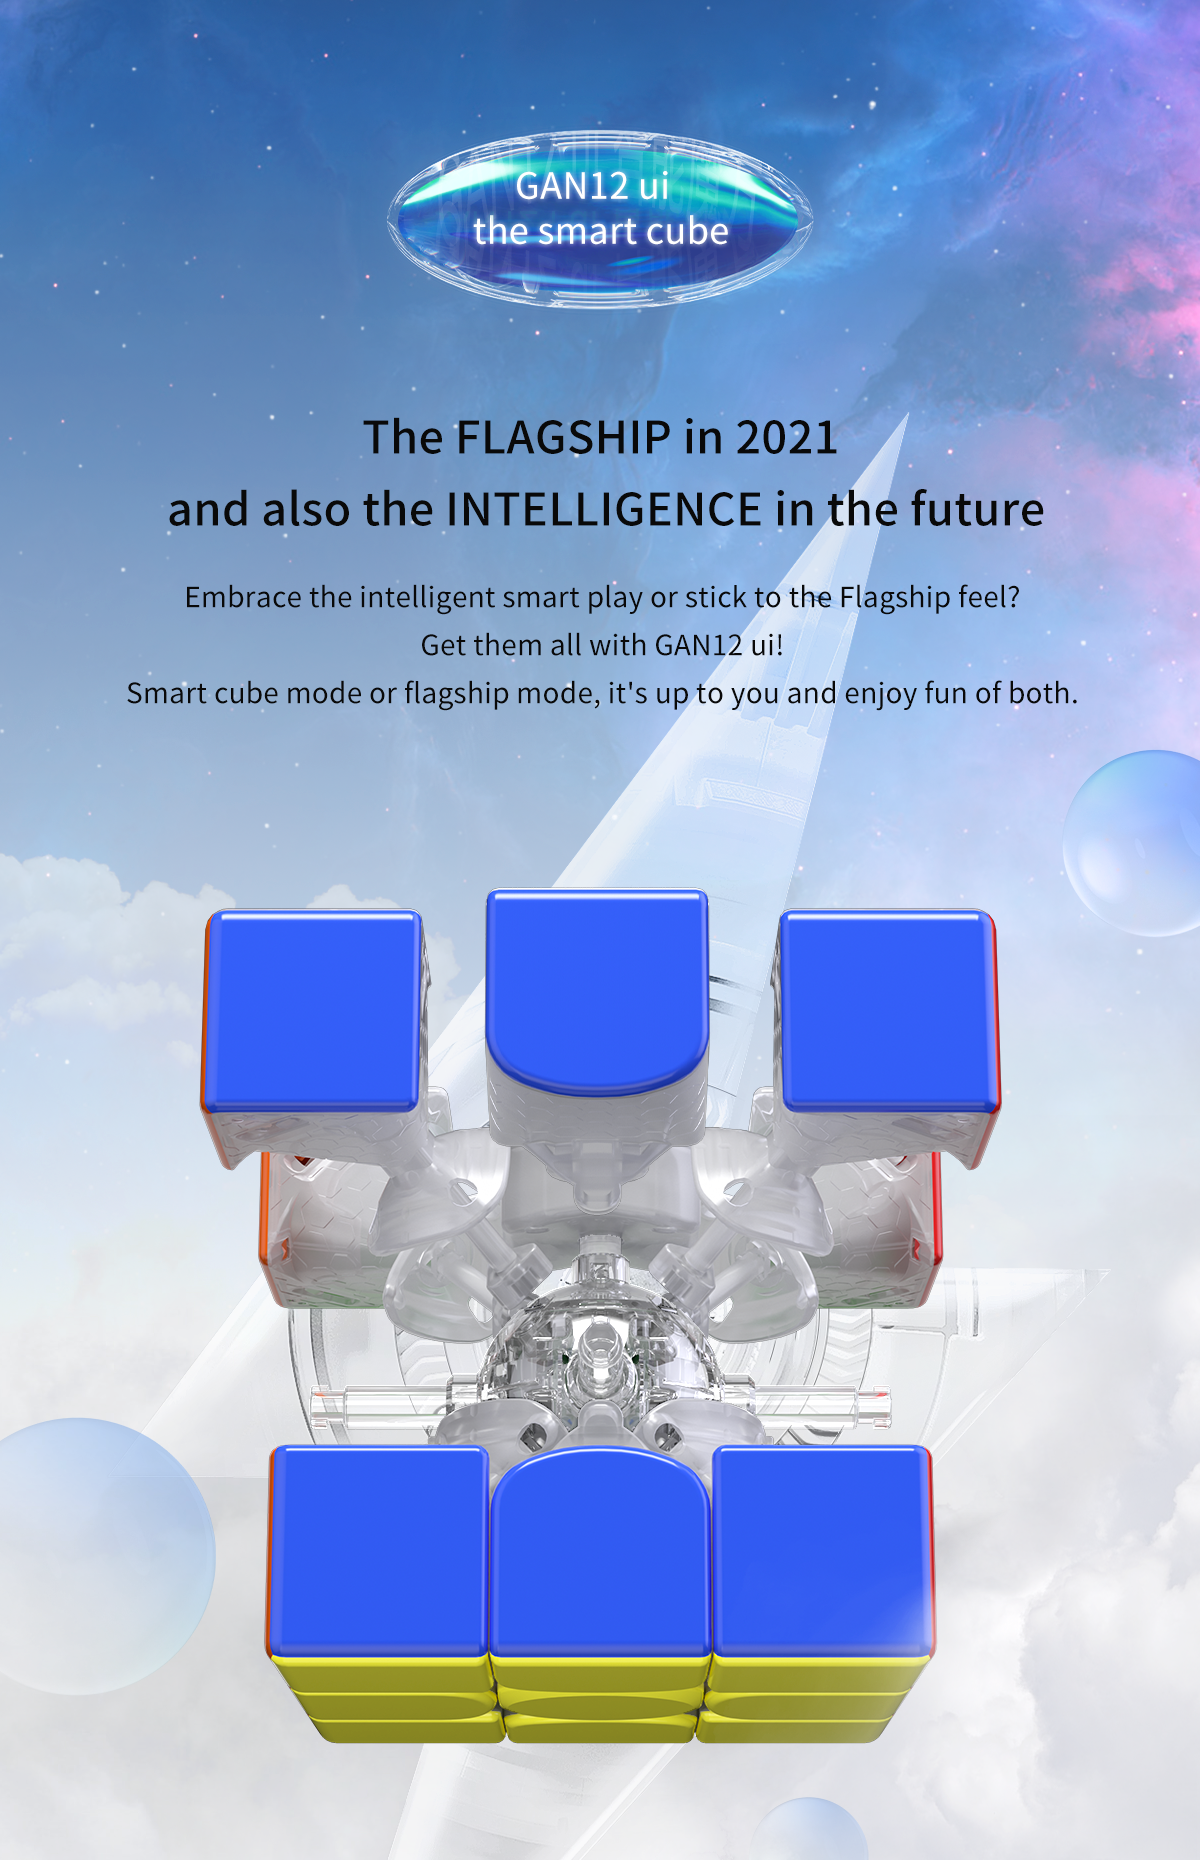 GAN12 ui
the smart cube
The FLAGSHIP in 2021
and also the INTELLIGENCE in the future
Embrace the intelligent smart play or stick to the Flagship feel?
Get them all with GAN12 ui!
Smart cube mode or flagship mode, it's up to you and enjoy fun of both.